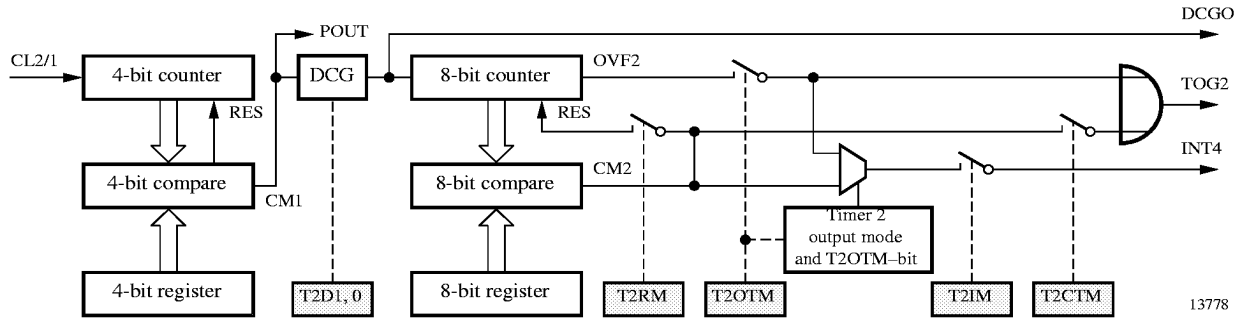 DCGO
POUT
CL2/1
4-bit counter
DCG
8-bit counter
OVF2
TOG2
RES
RES
4-bit compare
CM1
8-bit compare
CM2
INT4
Timer 2
output mode
and T2OTM–bit
4-bit register
T2D1, 0
8-bit register
T2RM
T2OTM
T2IM
T2CTM
13778